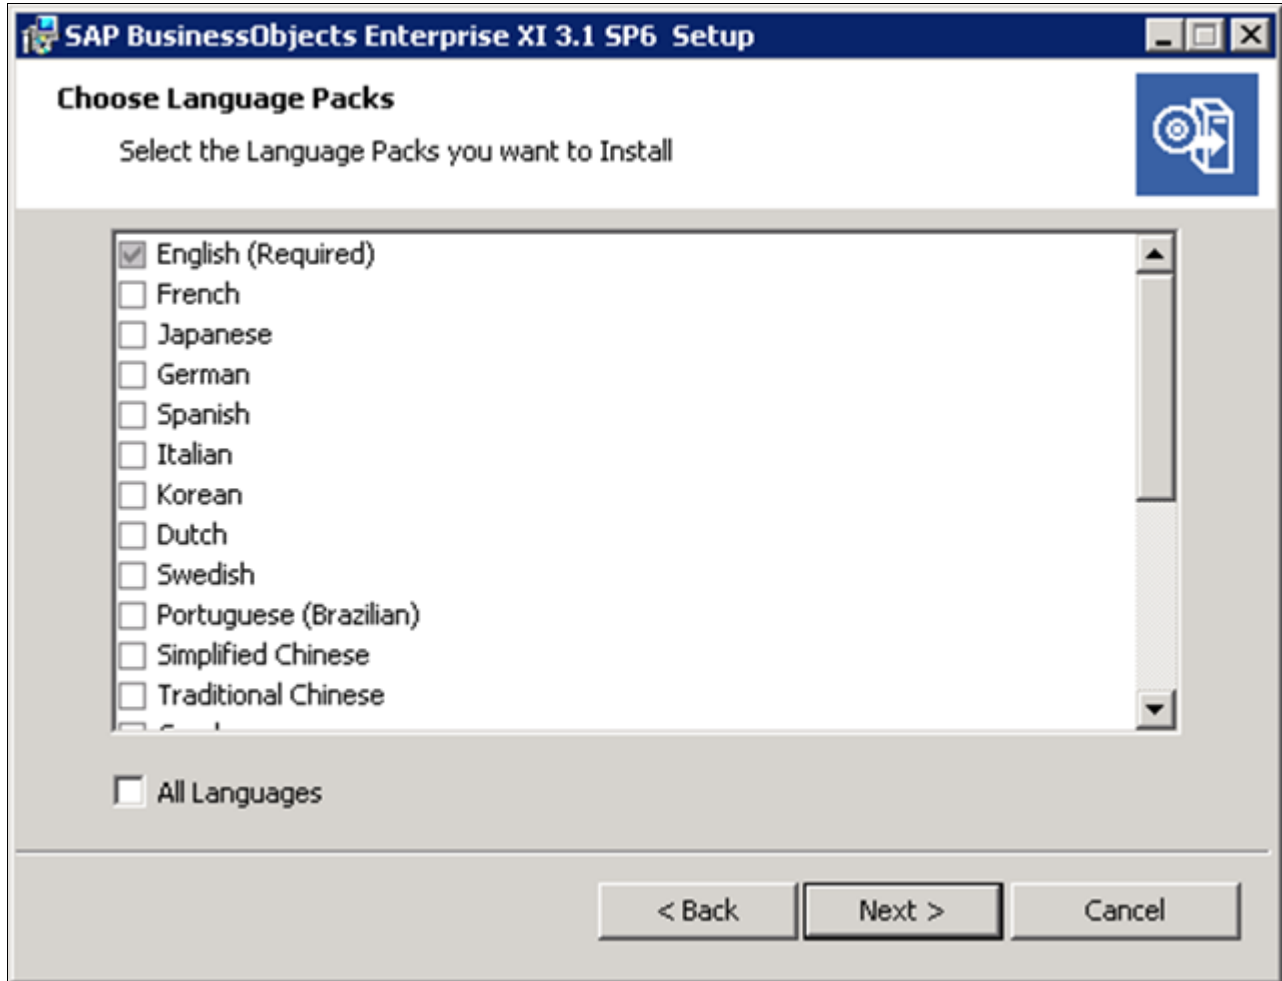 SAP BusinessObjects Enterprise XI 3.1 SP6 Setup
Choose Language Packs
Select the Language Packs you want to Install
English (Required)
French
Japanese
German
Spanish
Italian
Korean
Dutch
Swedish
Portuguese (Brazilian)
Simplified Chinese
Traditional Chinese
All Languages
< Back
Next >
Cancel